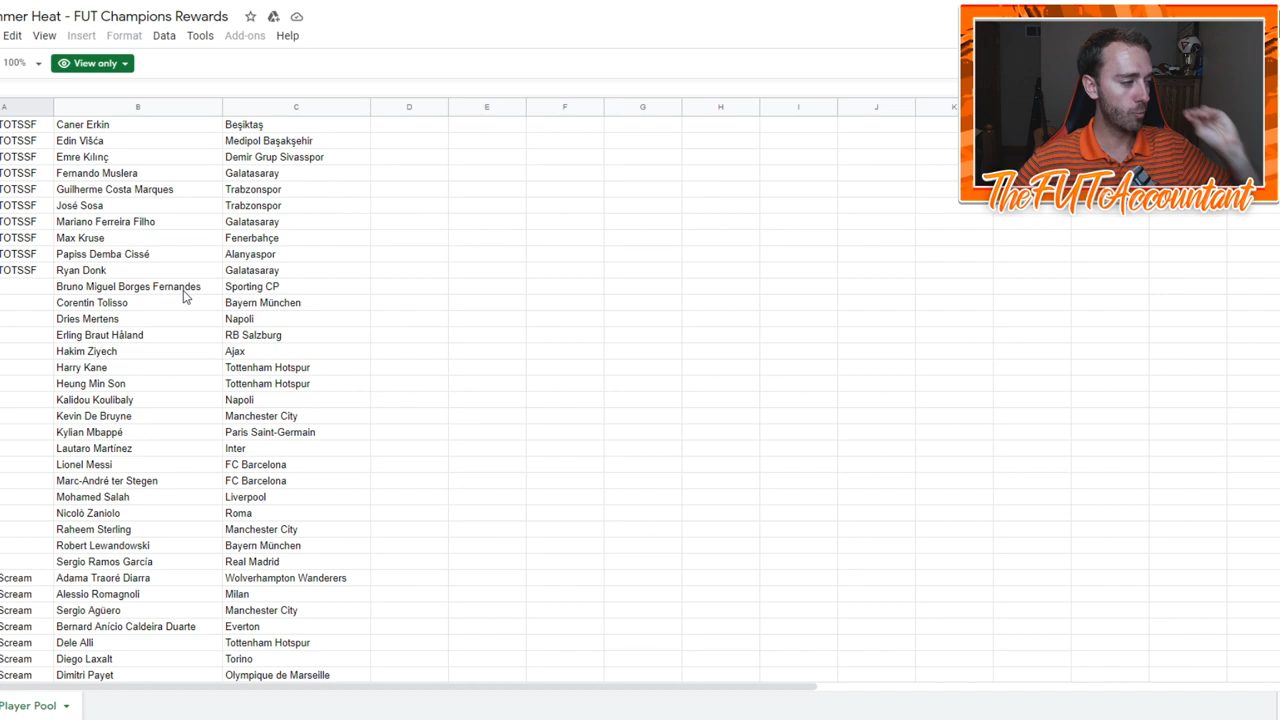 mmer Heat - FUT Champions Rewards
Edit View Insert Format Data Tools Add-ons Help
100% View only
A B C D E F G H I J K
TOTSSF Caner Erkin Beşiktaş
TOTSSF Edin Višća Medipol Başakşehir
TOTSSF Emre Kılınç Demir Grup Sivasspor
TOTSSF Fernando Muslera Galatasaray
TOTSSF Guilherme Costa Marques Trabzonspor
TOTSSF José Sosa Trabzonspor
TOTSSF Mariano Ferreira Filho Galatasaray
TOTSSF Max Kruse Fenerbahçe
TOTSSF Papiss Demba Cissé Alanyaspor
TOTSSF Ryan Donk Galatasaray
Bruno Miguel Borges Fernandes Sporting CP
Corentin Tolisso Bayern München
Dries Mertens Napoli
Erling Braut Håland RB Salzburg
Hakim Ziyech Ajax
Harry Kane Tottenham Hotspur
Heung Min Son Tottenham Hotspur
Kalidou Koulibaly Napoli
Kevin De Bruyne Manchester City
Kylian Mbappé Paris Saint-Germain
Lautaro Martínez Inter
Lionel Messi FC Barcelona
Marc-André ter Stegen FC Barcelona
Mohamed Salah Liverpool
Nicolò Zaniolo Roma
Raheem Sterling Manchester City
Robert Lewandowski Bayern München
Sergio Ramos García Real Madrid
Scream Adama Traoré Diarra Wolverhampton Wanderers
Scream Alessio Romagnoli Milan
Scream Sergio Agüero Manchester City
Scream Bernard Anício Caldeira Duarte Everton
Scream Dele Alli Tottenham Hotspur
Scream Diego Laxalt Torino
Scream Dimitri Payet Olympique de Marseille
Player Pool
TheFUTAccountant